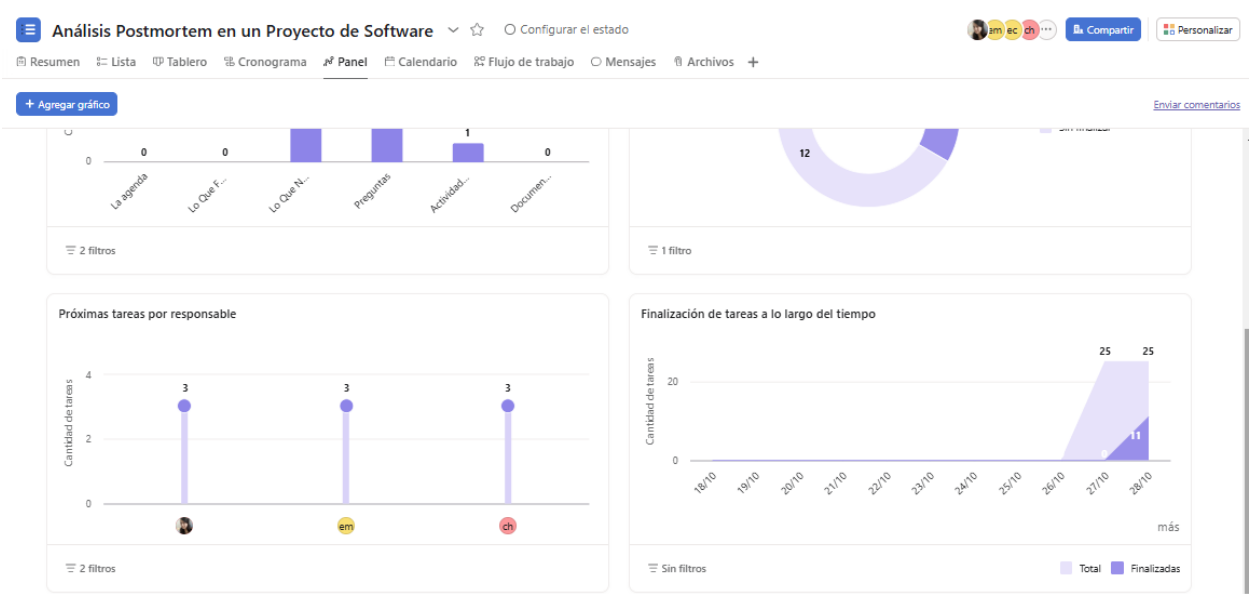 Análisis Postmortem en un Proyecto de Software
Configurar el estado
em ec ch ...
Compartir
Personalizar
Resumen Lista Tablero Cronograma Panel Calendario Flujo de trabajo Mensajes Archivos +
+ Agregar gráfico
Enviar comentarios
0
0 0 1 0
La agenda Lo Que F... Lo Que N... Preguntas Actividad... Documen...
2 filtros
12
Sin finalizar
1 filtro
Próximas tareas por responsable
Cantidad de tareas
4
2
0
3 3 3
em ch
2 filtros
Finalización de tareas a lo largo del tiempo
Cantidad de tareas
20
0
25 25
0 11
18/10 19/10 20/10 21/10 22/10 23/10 24/10 25/10 26/10 27/10 28/10
más
Sin filtros
Total Finalizadas